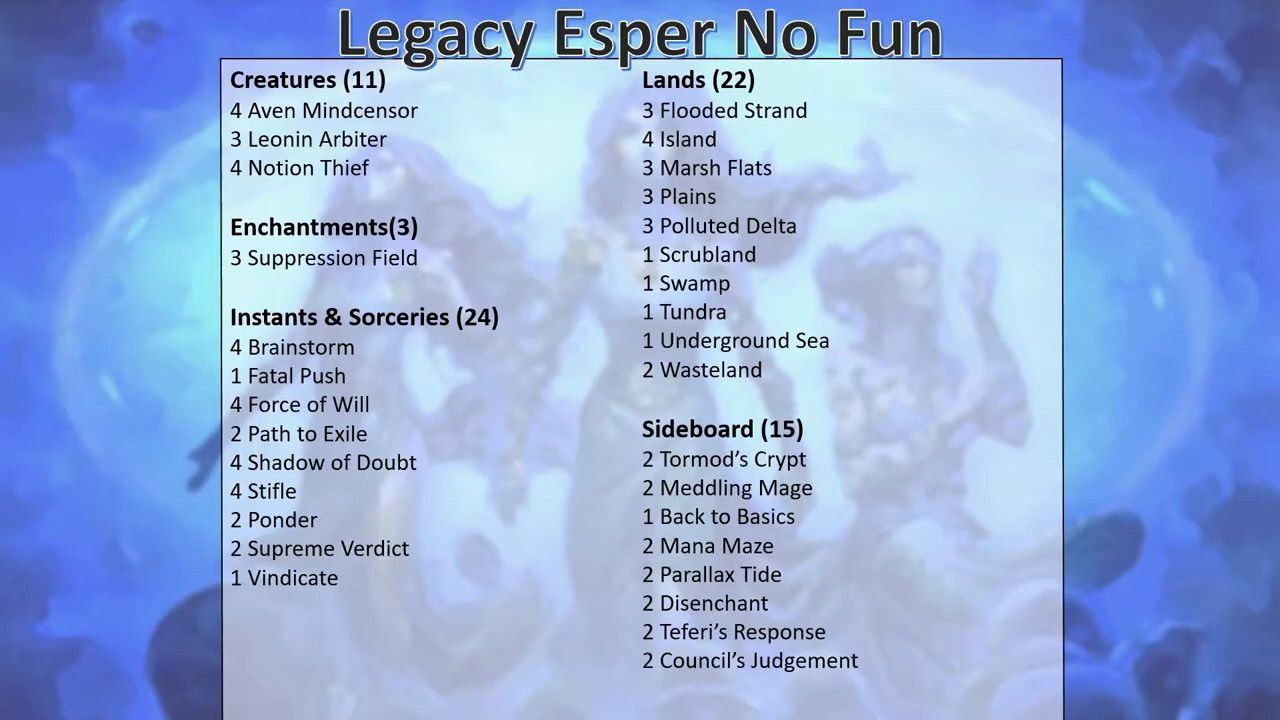 Legacy Esper No Fun
Creatures (11)
4 Aven Mindcensor
3 Leonin Arbiter
4 Notion Thief
Enchantments(3)
3 Suppression Field
Instants & Sorceries (24)
4 Brainstorm
1 Fatal Push
4 Force of Will
2 Path to Exile
4 Shadow of Doubt
4 Stifle
2 Ponder
2 Supreme Verdict
1 Vindicate
Lands (22)
3 Flooded Strand
4 Island
3 Marsh Flats
3 Plains
3 Polluted Delta
1 Scrubland
1 Swamp
1 Tundra
1 Underground Sea
2 Wasteland
Sideboard (15)
2 Tormod’s Crypt
2 Meddling Mage
1 Back to Basics
2 Mana Maze
2 Parallax Tide
2 Disenchant
2 Teferi’s Response
2 Council’s Judgement